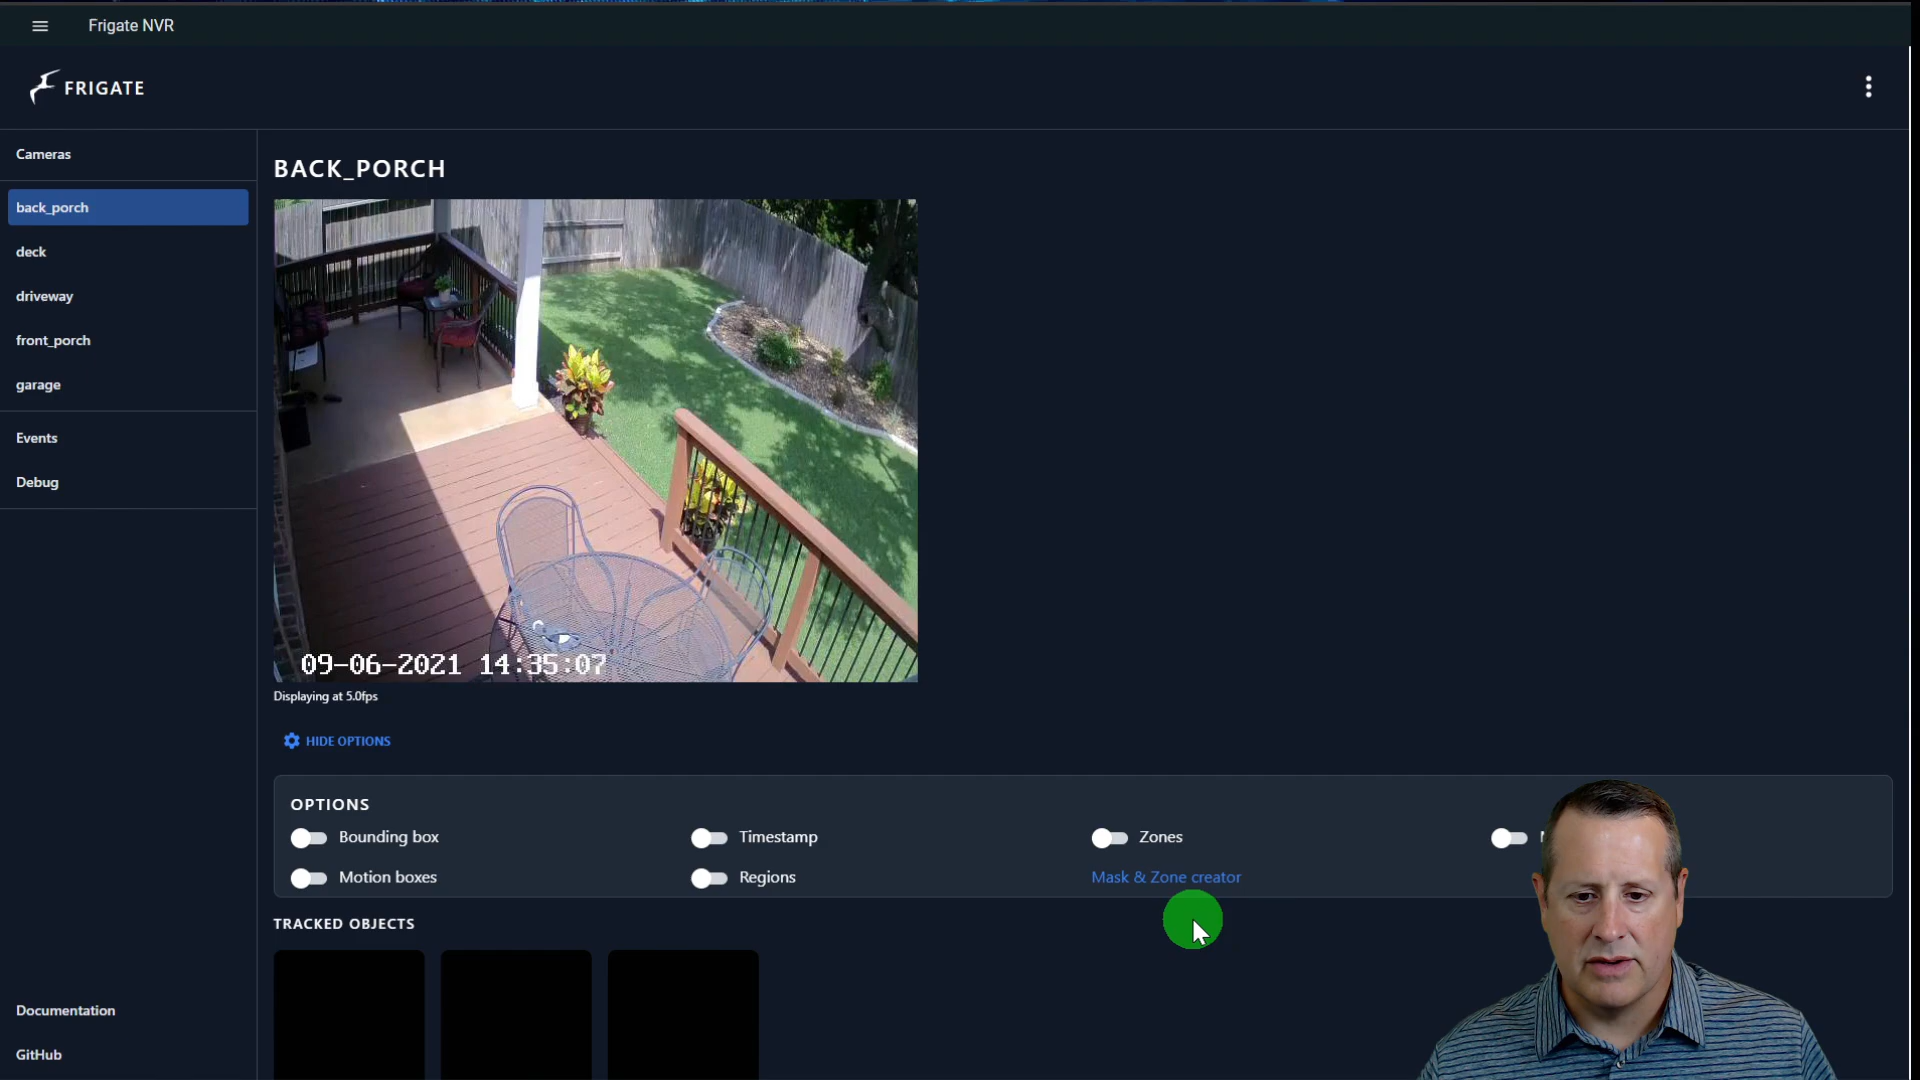 Frigate NVR
FRIGATE
Cameras
back_porch
deck
driveway
front_porch
garage
Events
Debug
Documentation
GitHub
BACK_PORCH
09-06-2021 14:35:07
Displaying at 5.0fps
HIDE OPTIONS
OPTIONS
Bounding box
Timestamp
Zones
Motion boxes
Regions
Mask & Zone creator
TRACKED OBJECTS